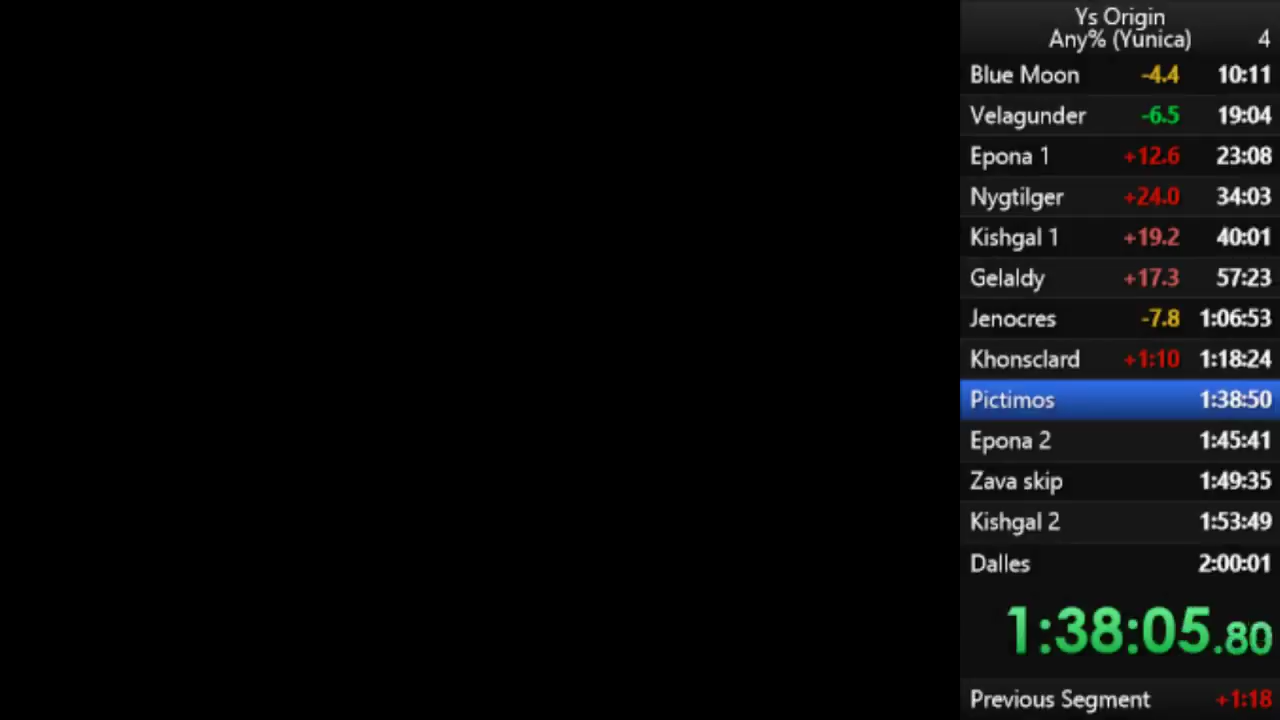 Ys Origin
Any% (Yunica) 4
Blue Moon -4.4 10:11
Velagunder -6.5 19:04
Epona 1 +12.6 23:08
Nygtilger +24.0 34:03
Kishgal 1 +19.2 40:01
Gelaldy +17.3 57:23
Jenocres -7.8 1:06:53
Khonsclard +1:10 1:18:24
Pictimos 1:38:50
Epona 2 1:45:41
Zava skip 1:49:35
Kishgal 2 1:53:49
Dalles 2:00:01
1:38:05.80
Previous Segment +1:18